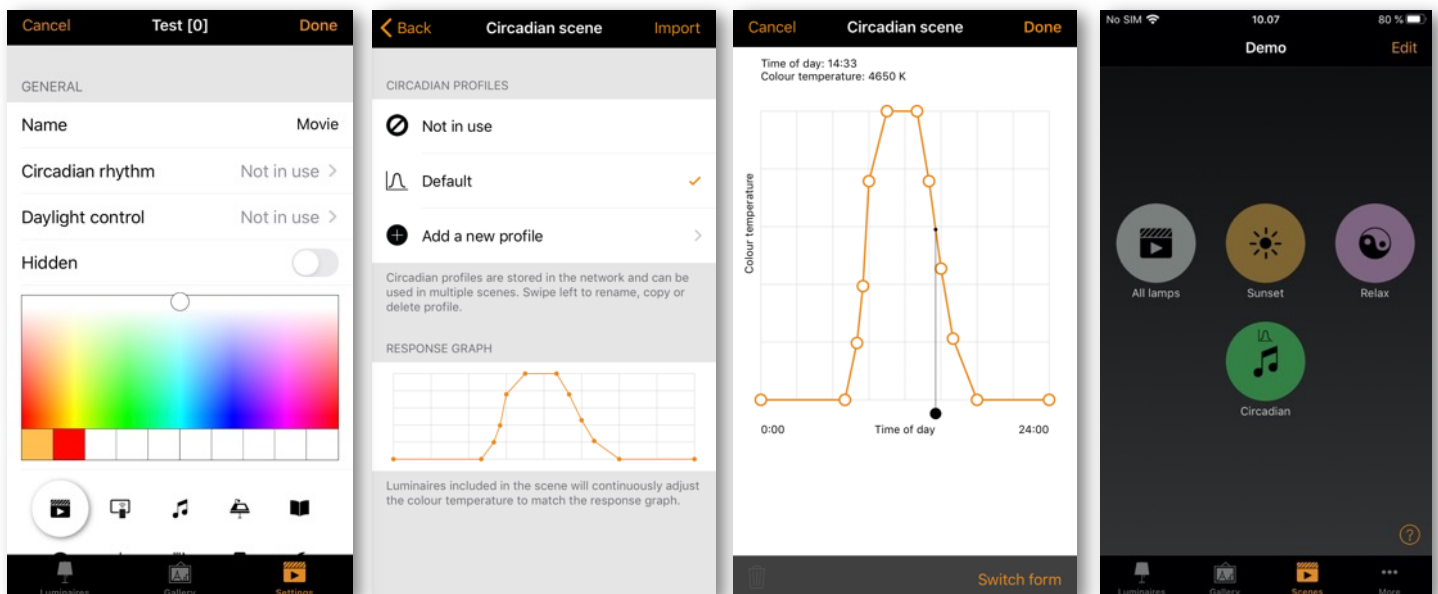 Cancel Test [0] Done
GENERAL
Name Movie
Circadian rhythm Not in use
Daylight control Not in use
Hidden
Luminaires Gallery Settings
Back Circadian scene Import
CIRCADIAN PROFILES
Not in use
Default
Add a new profile
Circadian profiles are stored in the network and can be
used in multiple scenes. Swipe left to rename, copy or
delete profile.
RESPONSE GRAPH
Luminaires included in the scene will continuously adjust
the colour temperature to match the response graph.
Cancel Circadian scene Done
Time of day: 14:33
Colour temperature: 4650 K
Colour temperature
0:00 Time of day 24:00
Switch form
No SIM 10.07 80 %
Demo Edit
All lamps Sunset Relax
Circadian
?
Luminaires Gallery Scenes More